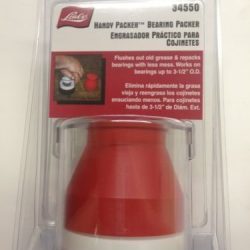 Lisle
34550
HANDY PACKER™ BEARING PACKER
ENGRASADOR PRÁCTICO PARA
COJINETES
Flushes out old grease & repacks
bearings with less mess. Works on
bearings up to 3-1/2" O.D.
Elimina rápidamente la grasa
vieja y reengrosa los cojinetes
ensuciando menos. Para cojinetes
hasta de 3-1/2" de Diám. Ext.